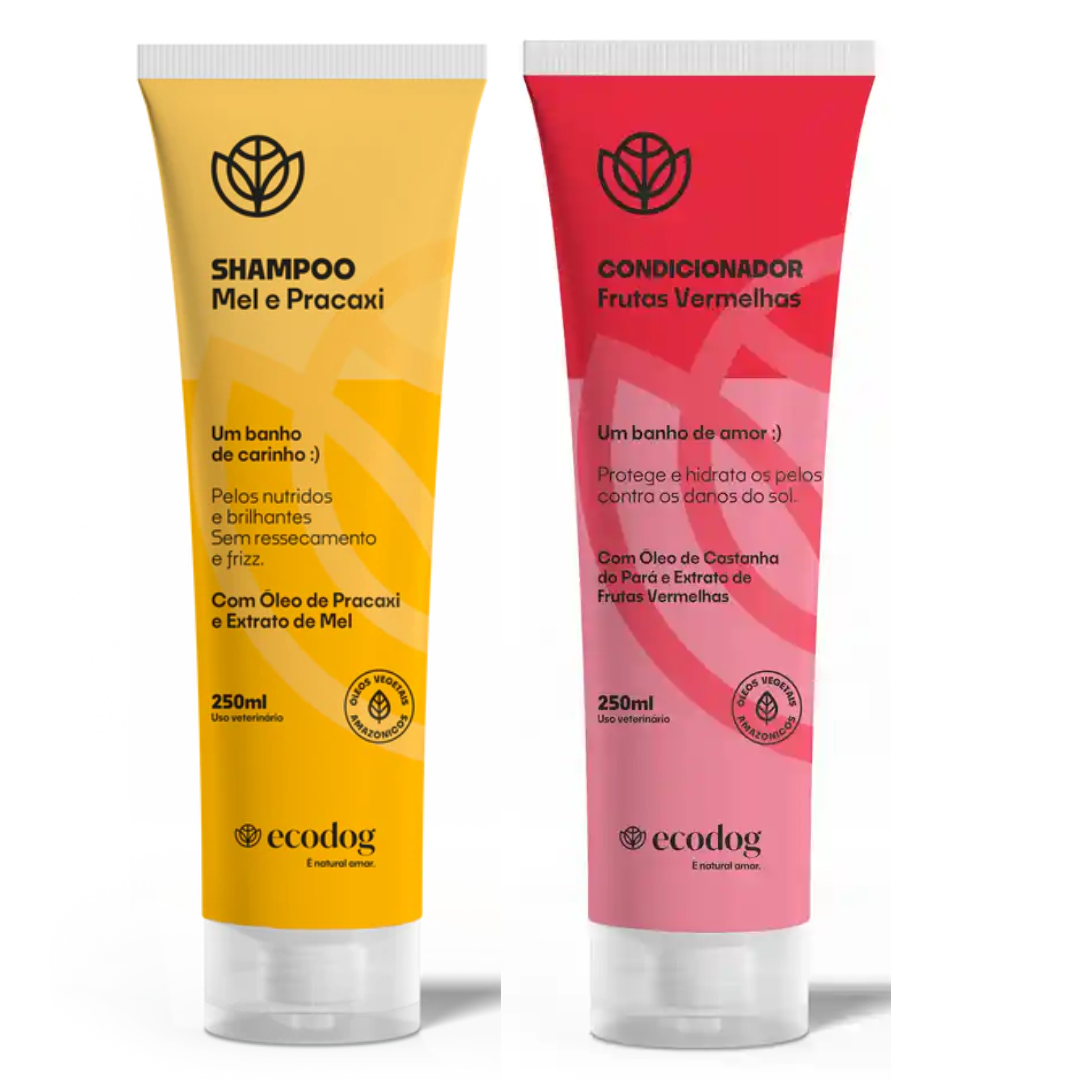 SHAMPOO
Mel e Pracaxi
Um banho
de carinho :)
Pelos nutridos
e brilhantes
Sem ressecamento
e frizz.
Com Óleo de Pracaxi
e Extrato de Mel
250ml
Uso veterinário
ÓLEOS VEGETAIS
AMAZÔNICOS
ecodog
É natural amar.
CONDICIONADOR
Frutas Vermelhas
Um banho de amor :)
Protege e hidrata os pelos
contra os danos do sol.
Com Óleo de Castanha
do Pará e Extrato de
Frutas Vermelhas
250ml
Uso veterinário
ÓLEOS VEGETAIS
AMAZÔNICOS
ecodog
É natural amar.